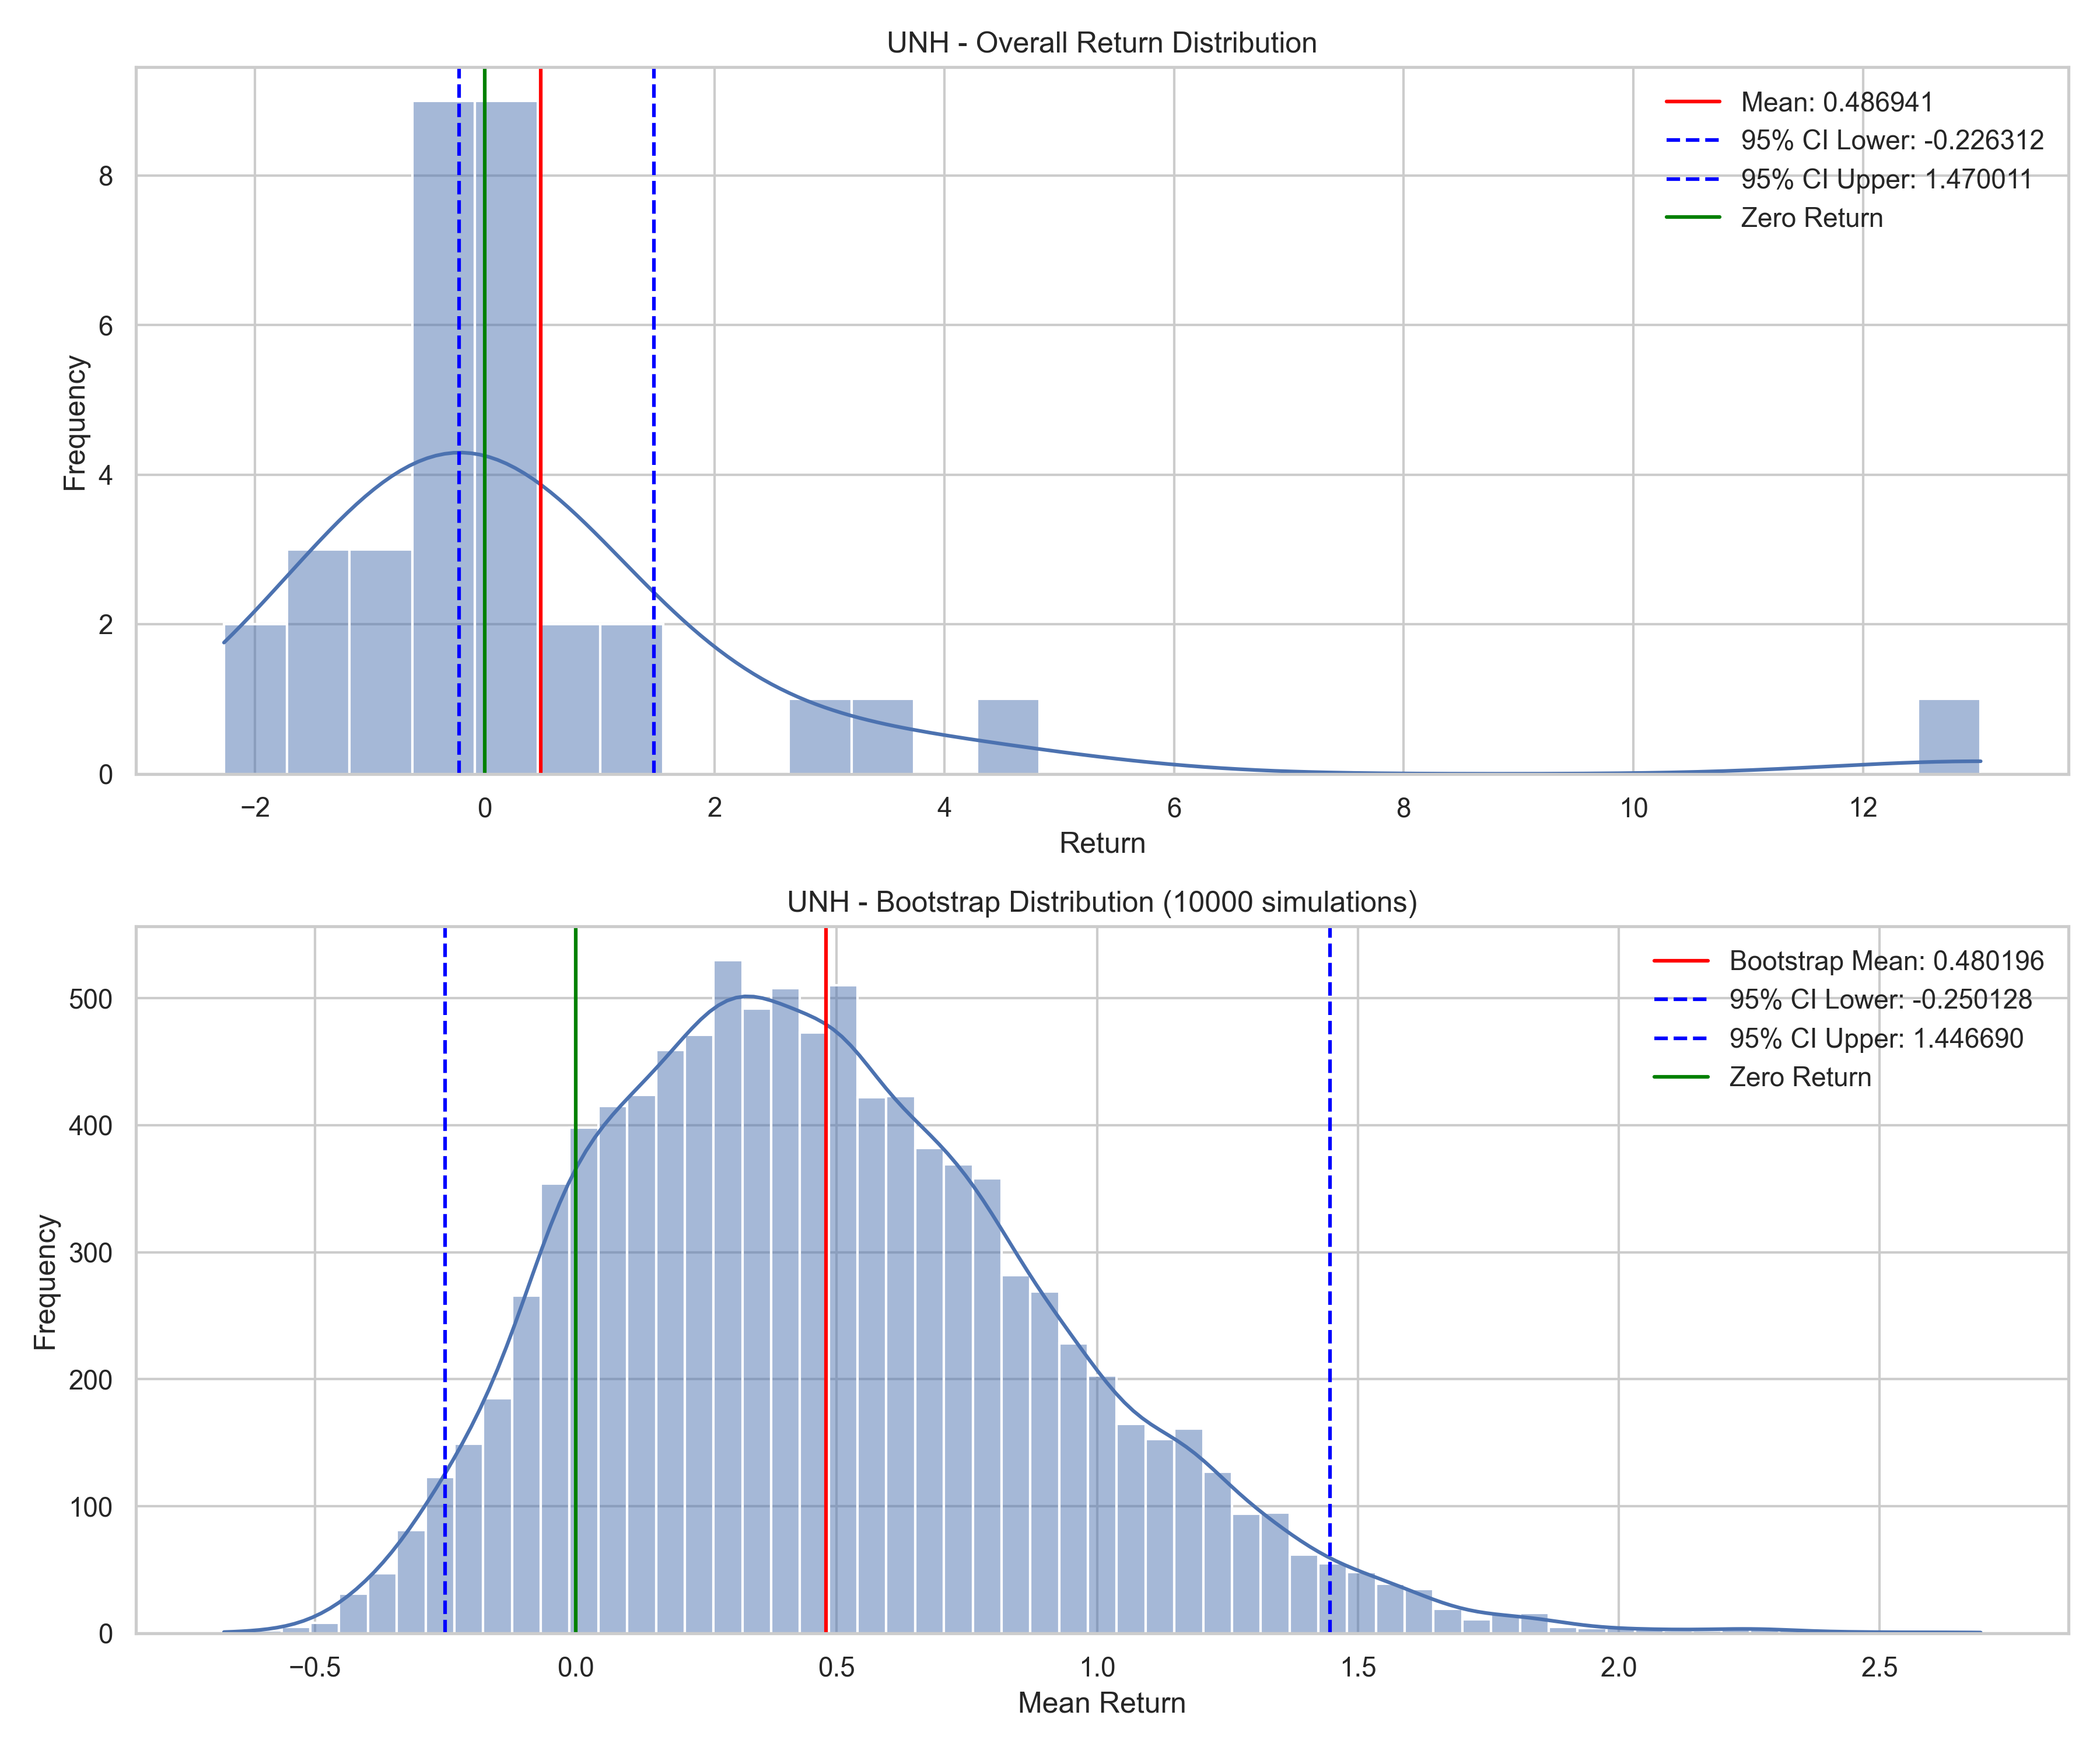 UNH - Overall Return Distribution
Mean: 0.486941
95% CI Lower: -0.226312
95% CI Upper: 1.470011
Zero Return
Frequency
8
6
4
2
0
−2
0
2
4
6
8
10
12
Return
UNH - Bootstrap Distribution (10000 simulations)
Bootstrap Mean: 0.480196
95% CI Lower: -0.250128
95% CI Upper: 1.446690
Zero Return
Frequency
500
400
300
200
100
0
−0.5
0.0
0.5
1.0
1.5
2.0
2.5
Mean Return